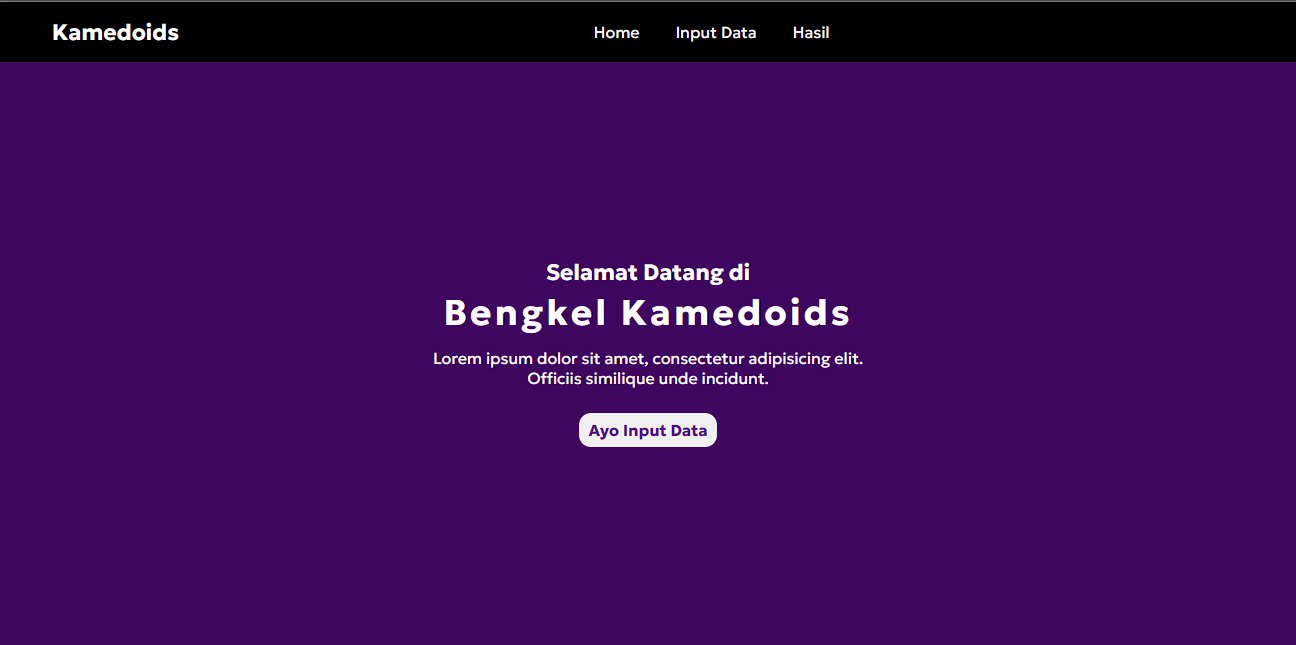 Kamedoids
Home Input Data Hasil
Selamat Datang di
Bengkel Kamedoids
Lorem ipsum dolor sit amet, consectetur adipisicing elit.
Officiis similique unde incidunt.
Ayo Input Data